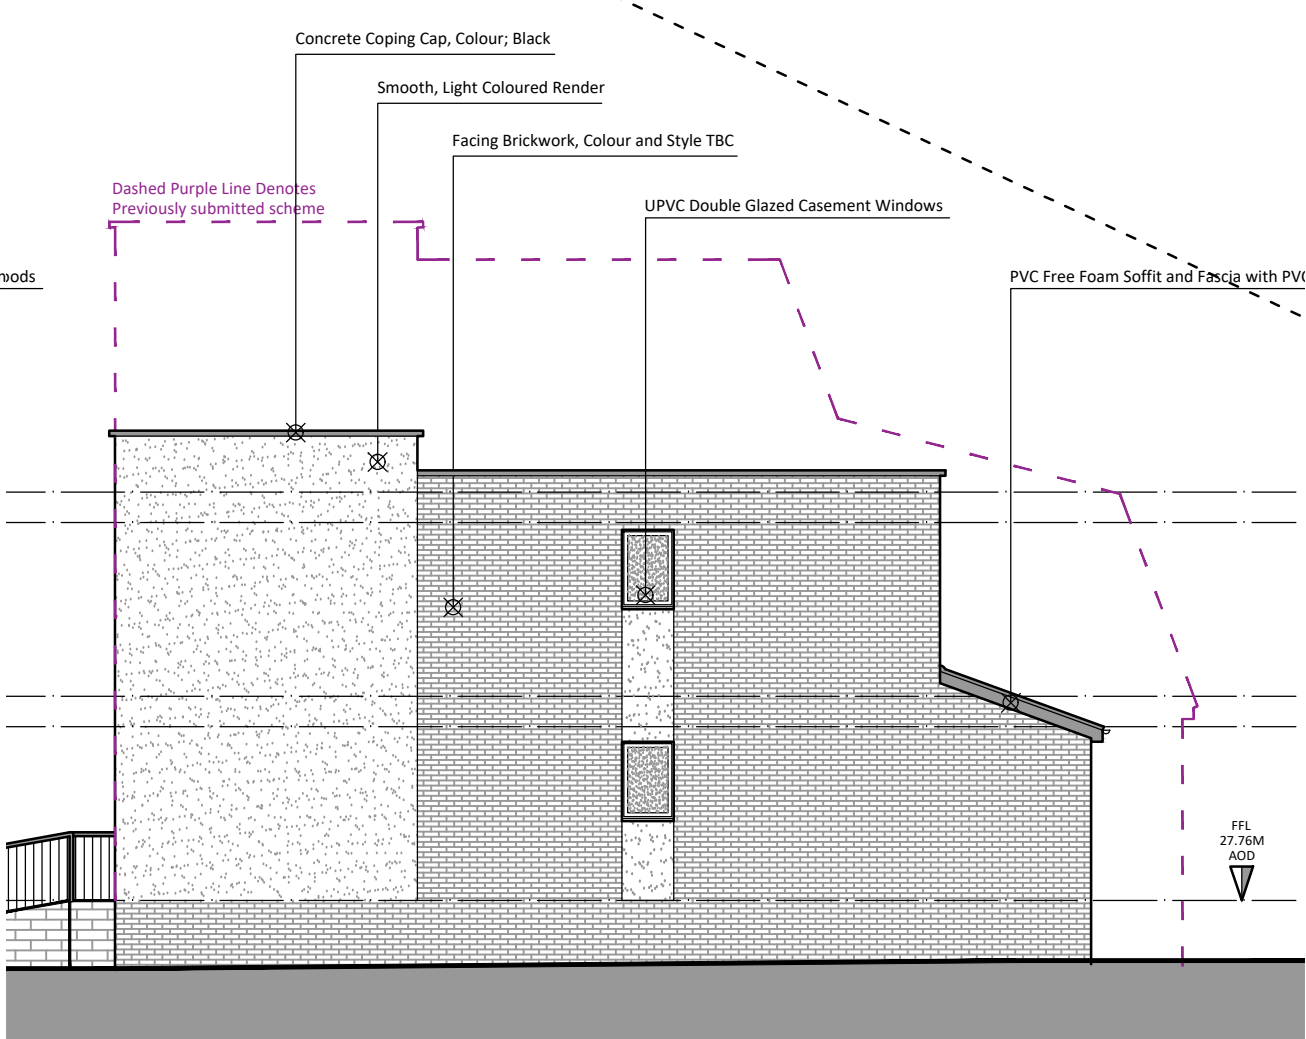 Concrete Coping Cap, Colour; Black
Smooth, Light Coloured Render
Facing Brickwork, Colour and Style TBC
Dashed Purple Line Denotes
Previously submitted scheme
UPVC Double Glazed Casement Windows
PVC Free Foam Soffit and Fascia with PVC
FFL
27.76M
AOD